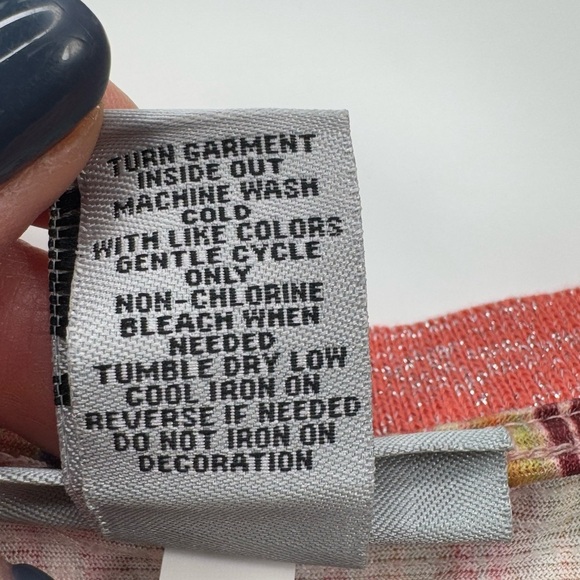 TURN GARMENT
INSIDE OUT
MACHINE WASH
COLD
WITH LIKE COLORS
GENTLE CYCLE
ONLY
NON-CHLORINE
BLEACH WHEN
NEEDED
TUMBLE DRY LOW
COOL IRON ON
REVERSE IF NEEDED
DO NOT IRON ON
DECORATION